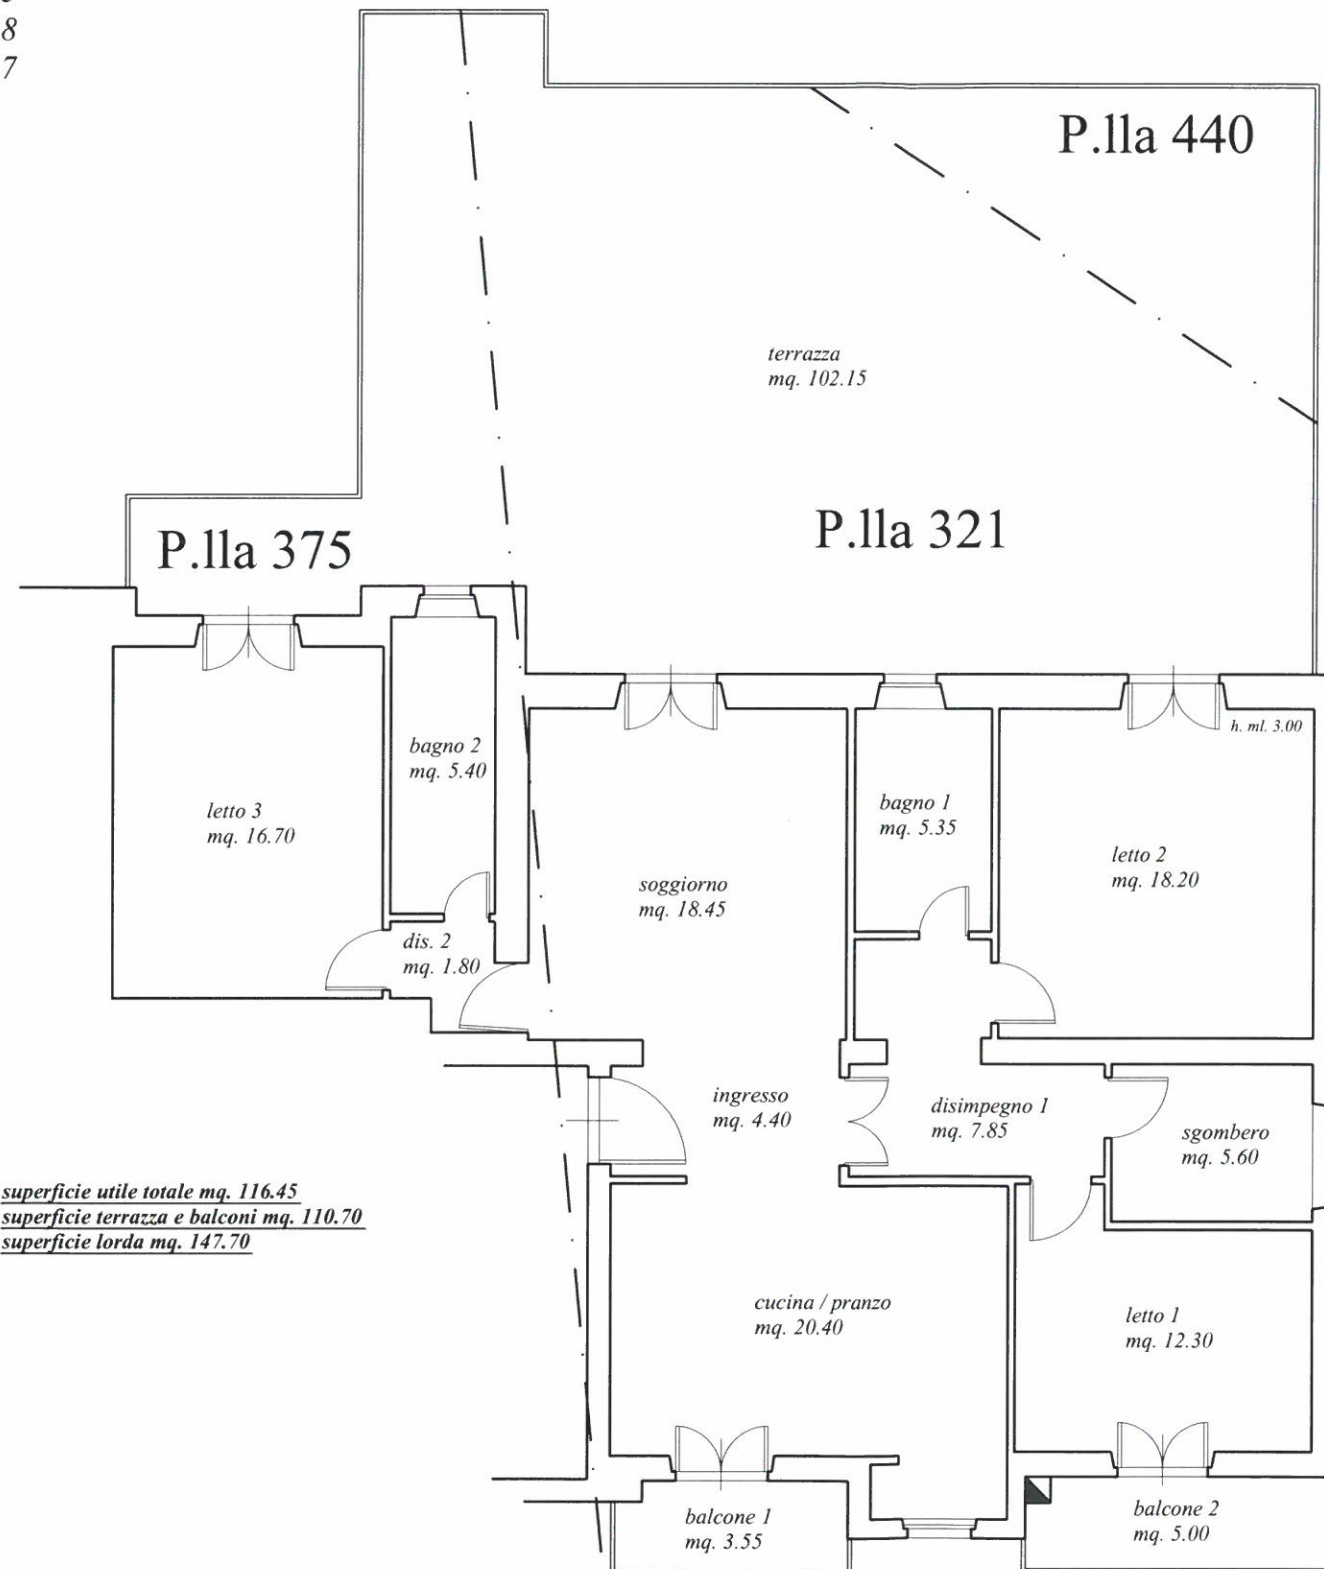 8
7
P.lla 440
terrazza
mq. 102.15
P.lla 321
P.lla 375
h. ml. 3.00
bagno 2
mq. 5.40
letto 3
mq. 16.70
bagno 1
mq. 5.35
letto 2
mq. 18.20
soggiorno
mq. 18.45
dis. 2
mq. 1.80
ingresso
mq. 4.40
disimpegno 1
mq. 7.85
sgombero
mq. 5.60
superficie utile totale mq. 116.45
superficie terrazza e balconi mq. 110.70
superficie lorda mq. 147.70
cucina / pranzo
mq. 20.40
letto 1
mq. 12.30
balcone 1
mq. 3.55
balcone 2
mq. 5.00